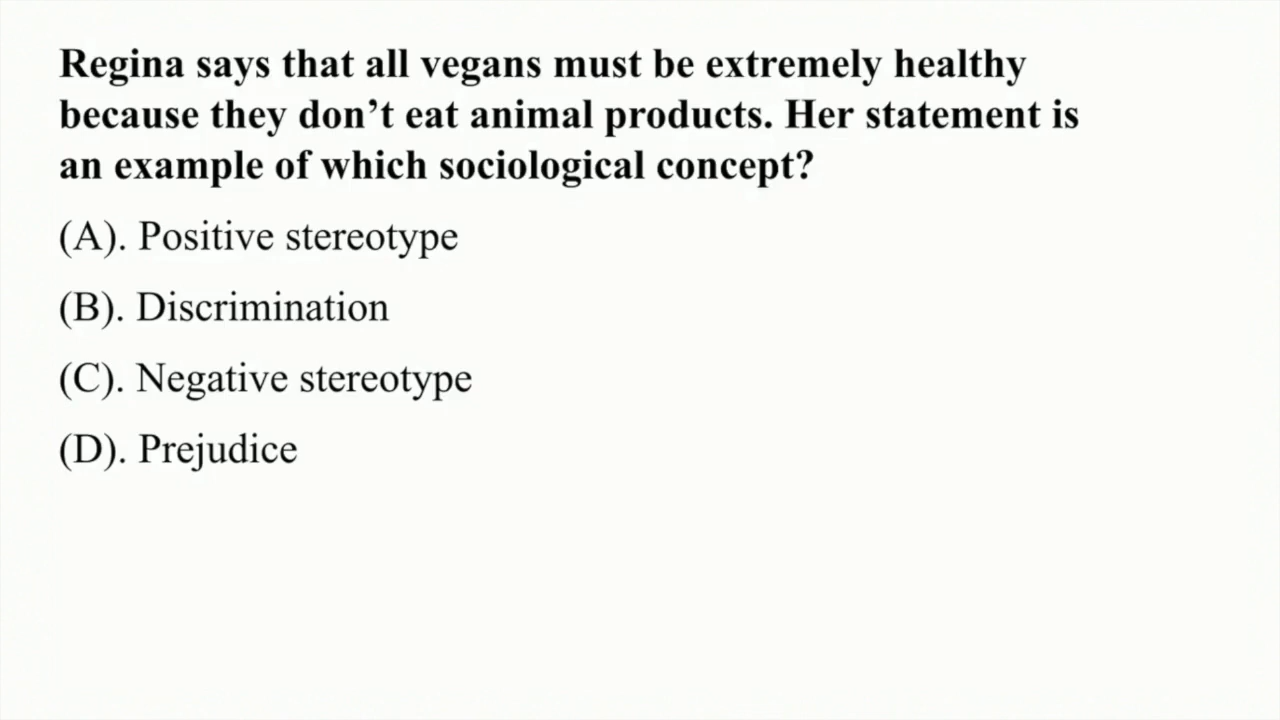 Regina says that all vegans must be extremely healthy
because they don’t eat animal products. Her statement is
an example of which sociological concept?
(A). Positive stereotype
(B). Discrimination
(C). Negative stereotype
(D). Prejudice